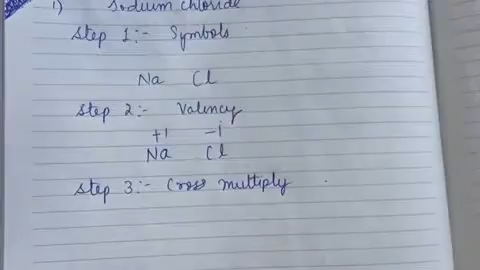 1) Sodium chloride
Step 1:- Symbols
Na Cl
Step 2:- Valency
+1 -1
Na Cl
Step 3:- Cross multiply